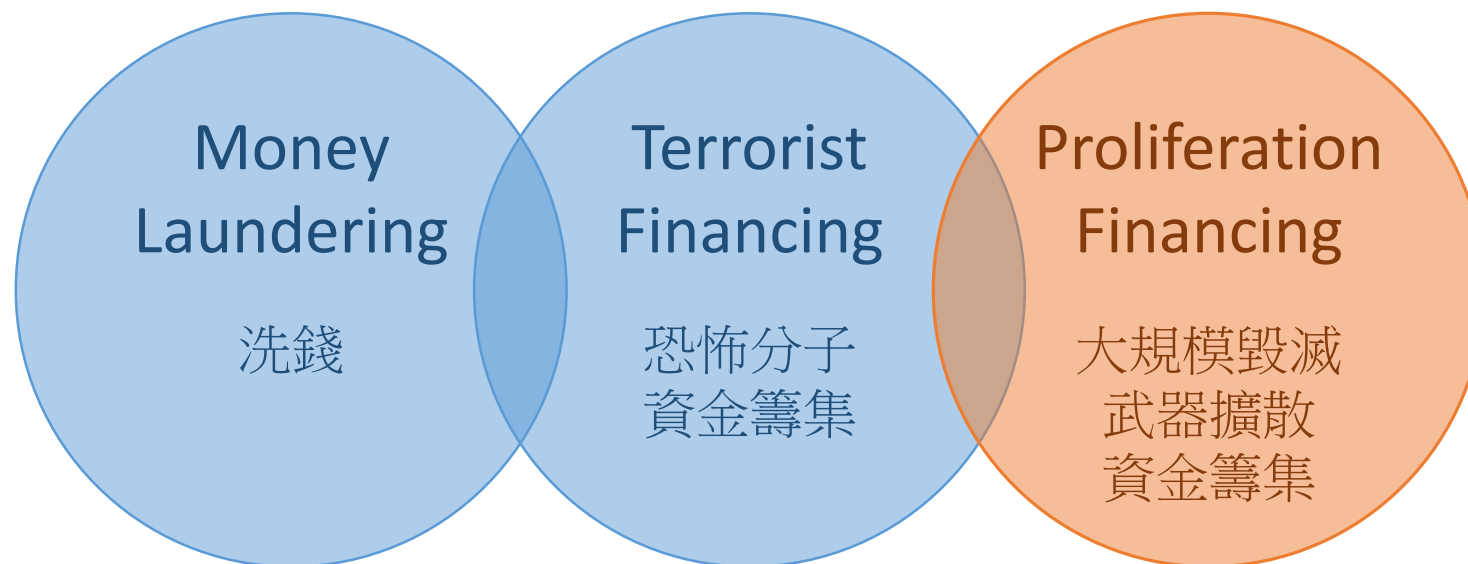 Money
Laundering
洗錢
Terrorist
Financing
恐怖分子
資金籌集
Proliferation
Financing
大規模毀滅
武器擴散
資金籌集